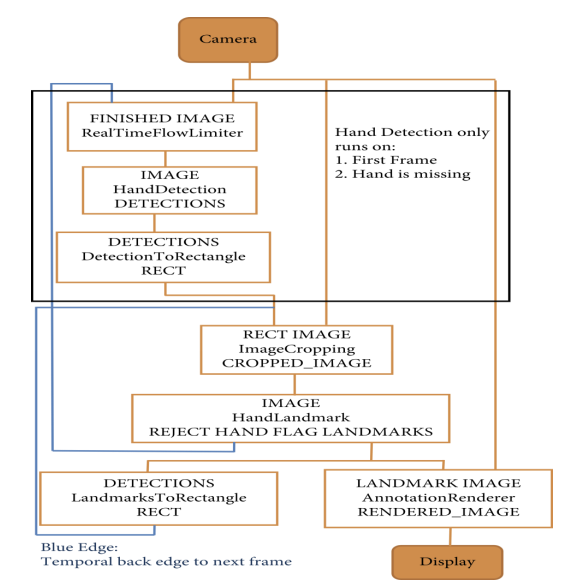 Camera
FINISHED IMAGE
RealTimeFlowLimiter
Hand Detection only
runs on:
1. First Frame
2. Hand is missing
IMAGE
HandDetection
DETECTIONS
DETECTIONS
DetectionToRectangle
RECT
RECT IMAGE
ImageCropping
CROPPED_IMAGE
IMAGE
HandLandmark
REJECT HAND FLAG LANDMARKS
DETECTIONS
LandmarksToRectangle
RECT
LANDMARK IMAGE
AnnotationRenderer
RENDERED_IMAGE
Blue Edge:
Temporal back edge to next frame
Display